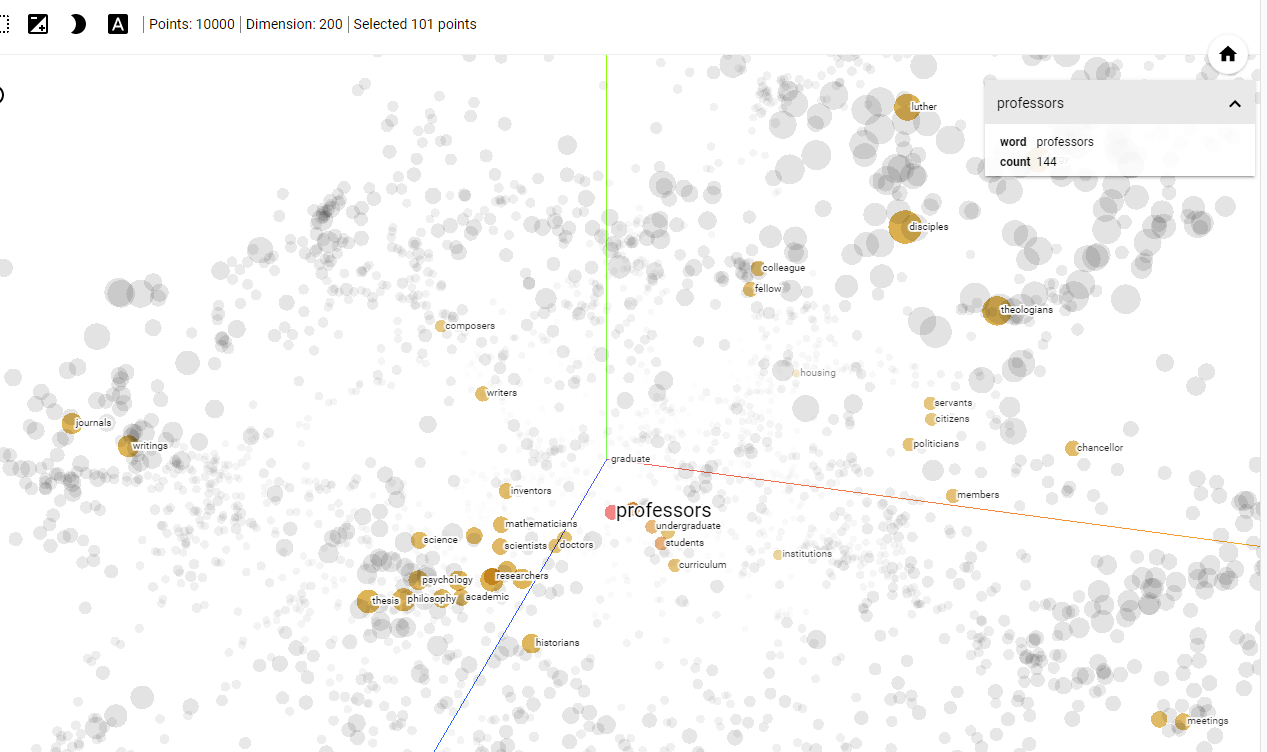 A
Points: 10000 | Dimension: 200 | Selected 101 points
professors
word professors
count 144
luther
disciples
colleague
fellow
theologians
composers
housing
writers
servants
citizens
journals
politicians
writings
chancellor
graduate
inventors
members
professors
mathematicians
undergraduate
science
scientists
doctors
students
institutions
curriculum
psychology
researchers
thesis
philosophy
academic
historians
meetings